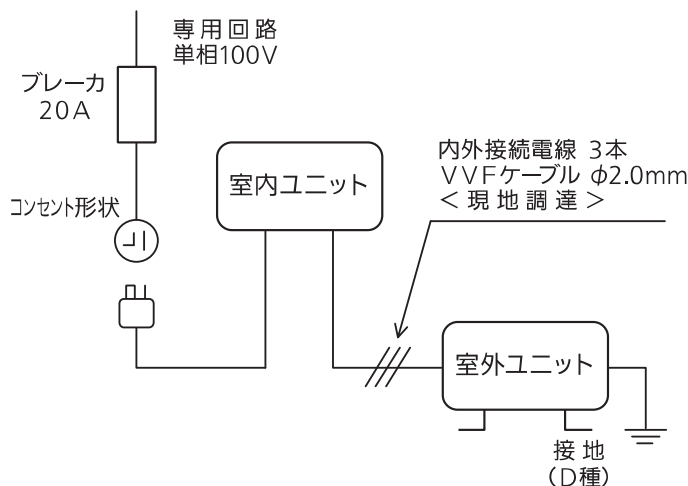 専用回路
単相100V
ブレーカ
20A
内外接続電線 3本
VVFケーブル φ2.0mm
＜現地調達＞
室内ユニット
コンセント形状
室外ユニット
接地
（D種）